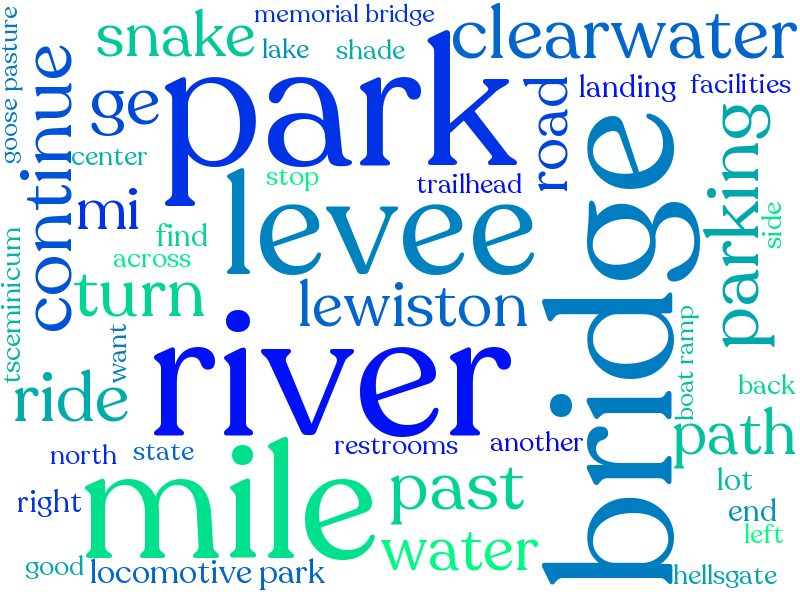 memorial bridge
snake
clearwater
lake
shade
goose pasture
continue
ge
park
road
landing
facilities
center
stop
trailhead
bridge
parking
mi
levee
find
side
across
turn
tsceminicum
lewiston
want
river
boat ramp
ride
back
path
north
state
restrooms
another
right
mile
past
lot
end
left
water
good
locomotive park
hellsgate